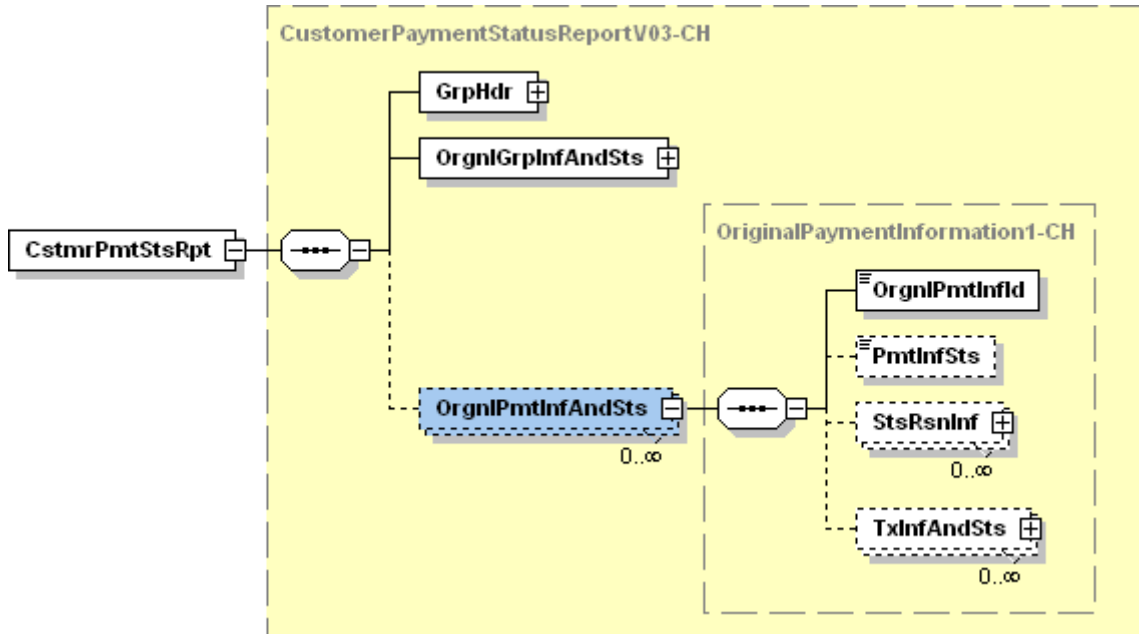 CustomerPaymentStatusReportV03-CH
GrpHdr
OrgnlGrpInfAndSts
CstmrPmtStsRpt
OriginalPaymentInformation1-CH
OrgnlPmtInfId
PmtInfSts
OrgnlPmtInfAndSts
0..∞
StsRsnInf
0..∞
TxInfAndSts
0..∞